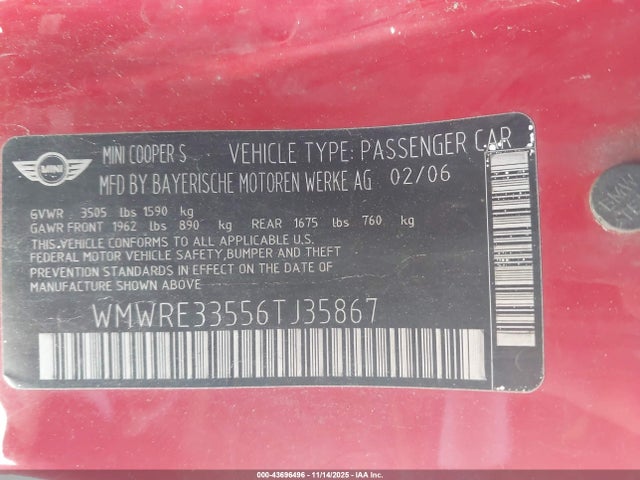 MINI
MINI COOPER S VEHICLE TYPE: PASSENGER CAR
MFD BY BAYERISCHE MOTOREN WERKE AG 02/06
GVWR 3505 lbs 1590 kg
GAWR FRONT 1962 lbs 890 kg REAR 1675 lbs 760 kg
THIS VEHICLE CONFORMS TO ALL APPLICABLE U.S.
FEDERAL MOTOR VEHICLE SAFETY,BUMPER AND THEFT
PREVENTION STANDARDS IN EFFECT ON THE DATE OF
MANUFACTURE SHOWN ABOVE
WMWRE33556TJ35867
000-43696496 - 11/14/2025 - IAA Inc.